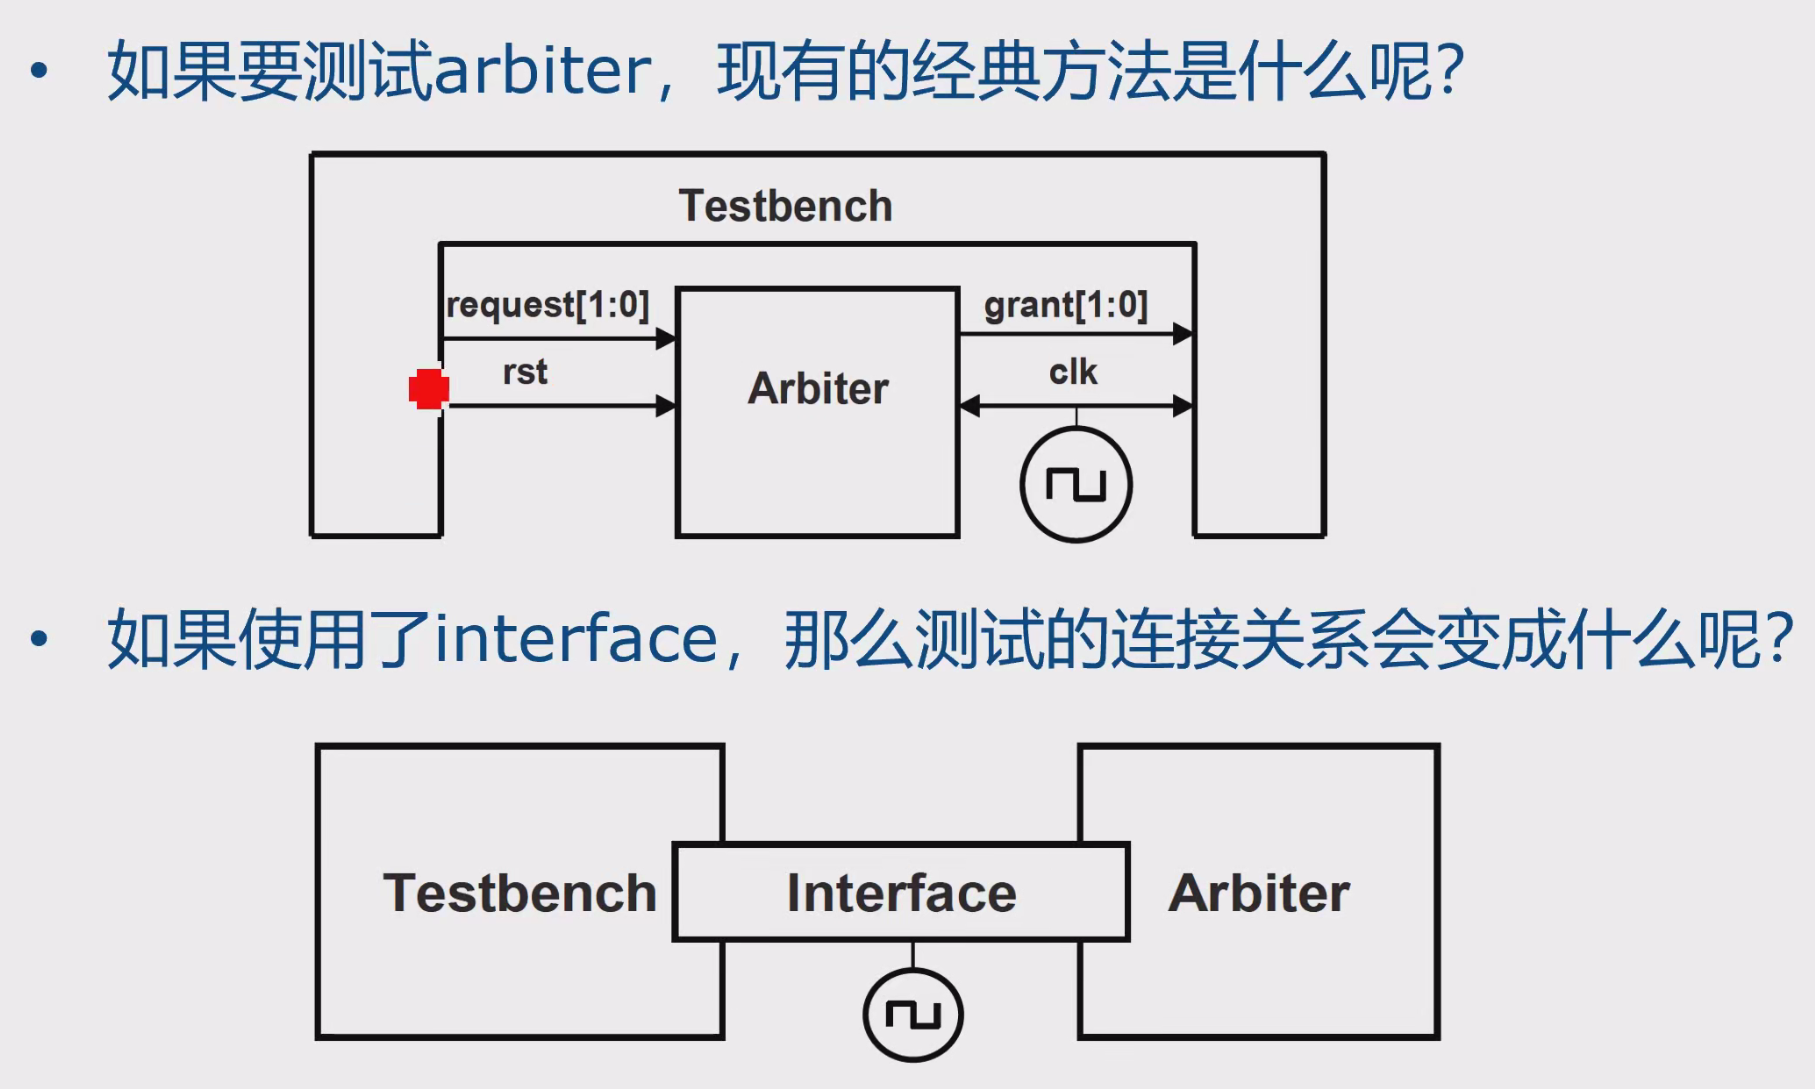 • 如果要测试arbiter，现有的经典方法是什么呢？
Testbench
request[1:0]
grant[1:0]
rst
clk
Arbiter
• 如果使用了interface，那么测试的连接关系会变成什么呢？
Testbench
Interface
Arbiter